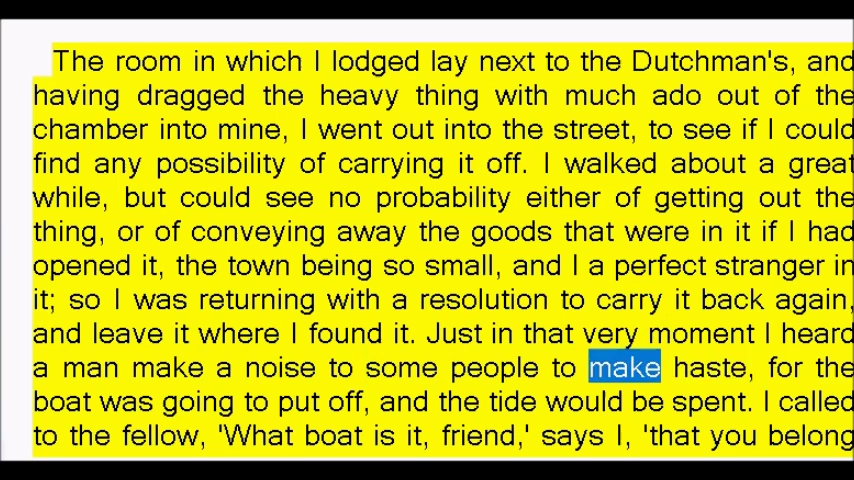 The room in which I lodged lay next to the Dutchman's, and
having dragged the heavy thing with much ado out of the
chamber into mine, I went out into the street, to see if I could
find any possibility of carrying it off. I walked about a great
while, but could see no probability either of getting out the
thing, or of conveying away the goods that were in it if I had
opened it, the town being so small, and I a perfect stranger in
it; so I was returning with a resolution to carry it back again,
and leave it where I found it. Just in that very moment I heard
a man make a noise to some people to make haste, for the
boat was going to put off, and the tide would be spent. I called
to the fellow, 'What boat is it, friend,' says I, 'that you belong